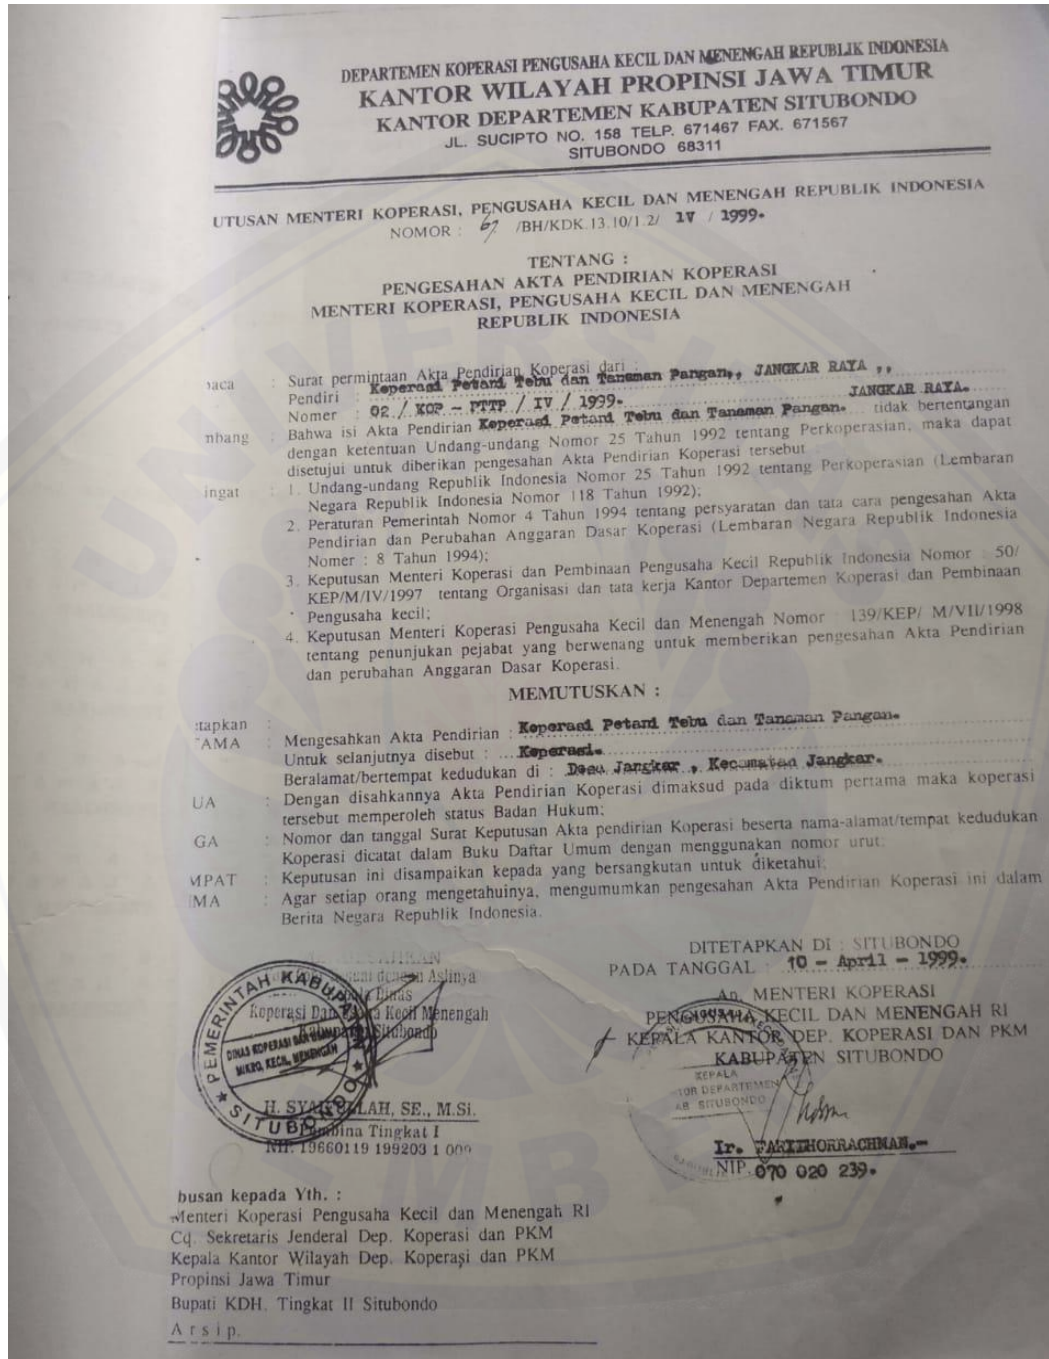 DEPARTEMEN KOPERASI PENGUSAHA KECIL DAN MENENGAH REPUBLIK INDONESIA
KANTOR WILAYAH PROPINSI JAWA TIMUR
KANTOR DEPARTEMEN KABUPATEN SITUBONDO
JL. SUCIPTO NO. 158 TELP. 671467 FAX. 671567
SITUBONDO 68311
UTUSAN MENTERI KOPERASI, PENGUSAHA KECIL DAN MENENGAH REPUBLIK INDONESIA
NOMOR : 67 /BH/KDK.13.10/1.2/ IV / 1999.
TENTANG :
PENGESAHAN AKTA PENDIRIAN KOPERASI
MENTERI KOPERASI, PENGUSAHA KECIL DAN MENENGAH
REPUBLIK INDONESIA
baca : Surat permintaan Akta Pendirian Koperasi dari :
Pendiri : Koperasi Petani Tebu dan Tanaman Pangan,, JANGKAR RAYA ,,
Nomer : 02 / KOP - PTTP / IV / 1999. JANGKAR RAYA.
nbang : Bahwa isi Akta Pendirian Koperasi Petani Tebu dan Tanaman Pangan. tidak bertentangan
dengan ketentuan Undang-undang Nomor 25 Tahun 1992 tentang Perkoperasian, maka dapat
disetujui untuk diberikan pengesahan Akta Pendirian Koperasi tersebut
ingat : 1. Undang-undang Republik Indonesia Nomor 25 Tahun 1992 tentang Perkoperasian (Lembaran
Negara Republik Indonesia Nomor 118 Tahun 1992);
2. Peraturan Pemerintah Nomor 4 Tahun 1994 tentang persyaratan dan tata cara pengesahan Akta
Pendirian dan Perubahan Anggaran Dasar Koperasi (Lembaran Negara Republik Indonesia
Nomer : 8 Tahun 1994);
3. Keputusan Menteri Koperasi dan Pembinaan Pengusaha Kecil Republik Indonesia Nomor : 50/
KEP/M/IV/1997 tentang Organisasi dan tata kerja Kantor Departemen Koperasi dan Pembinaan
Pengusaha kecil;
4. Keputusan Menteri Koperasi Pengusaha Kecil dan Menengah Nomor : 139/KEP/ M/VII/1998
tentang penunjukan pejabat yang berwenang untuk memberikan pengesahan Akta Pendirian
dan perubahan Anggaran Dasar Koperasi.
MEMUTUSKAN :
tapkan :
TAMA : Mengesahkan Akta Pendirian : Koperasi Petani Tebu dan Tanaman Pangan.
Untuk selanjutnya disebut : ... Koperasi.
Beralamat/bertempat kedudukan di : Desa Jangkar , Kecamatan Jangkar.
UA : Dengan disahkannya Akta Pendirian Koperasi dimaksud pada diktum pertama maka koperasi
tersebut memperoleh status Badan Hukum;
GA : Nomor dan tanggal Surat Keputusan Akta pendirian Koperasi beserta nama-alamat/tempat kedudukan
Koperasi dicatat dalam Buku Daftar Umum dengan menggunakan nomor urut:
MPAT : Keputusan ini disampaikan kepada yang bersangkutan untuk diketahui;
MA : Agar setiap orang mengetahuinya, mengumumkan pengesahan Akta Pendirian Koperasi ini dalam
Berita Negara Republik Indonesia.
DITETAPKAN DI : SITUBONDO
PADA TANGGAL : 10 - April - 1999.
An. MENTERI KOPERASI
PENGUSAHA KECIL DAN MENENGAH RI
KEPALA KANTOR DEP. KOPERASI DAN PKM
KABUPATEN SITUBONDO
KEPALA
DEPARTEMEN
SITUBONDO
NIP. 070 020 239.
dengan Aslinya
Dinas
Koperasi Dan Kecil Menengah
Kabupaten Situbondo
PEMERINTAH KABUPATEN
DINAS KOPERASI DAN USAHA
MIKRO, KECIL, MENENGAH
SITUBONDO
SE., M.Si.
Pembina Tingkat I
NIP. 19660119 199203 1 00
busan kepada Yth. :
Menteri Koperasi Pengusaha Kecil dan Menengah RI
Cq. Sekretaris Jenderal Dep. Koperasi dan PKM
Kepala Kantor Wilayah Dep. Koperasi dan PKM
Propinsi Jawa Timur
Bupati KDH. Tingkat II Situbondo
Arsip.